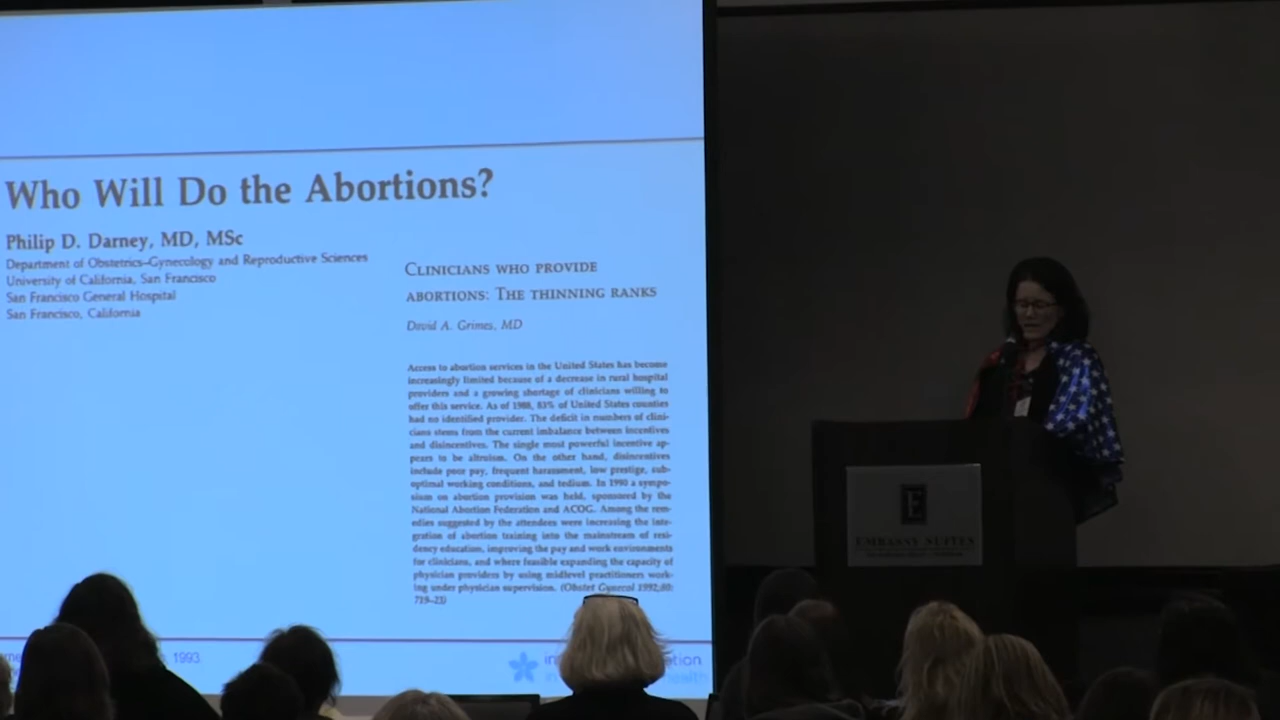 Who Will Do the Abortions?
Philip D. Darney, MD, MSc
Department of Obstetrics–Gynecology and Reproductive Sciences
University of California, San Francisco
San Francisco General Hospital
San Francisco, California
CLINICIANS WHO PROVIDE
ABORTIONS: THE THINNING RANKS
David A. Grimes, MD
Access to abortion services in the United States has become
increasingly limited because of a decrease in rural hospital
providers and a growing shortage of clinicians willing to
offer this service. As of 1988, 83% of United States counties
had no identified provider. The deficit in numbers of clini-
cians stems from the current imbalance between incentives
and disincentives. The single most powerful incentive ap-
pears to be altruism. On the other hand, disincentives
include poor pay, frequent harassment, low prestige, sub-
optimal working conditions, and tedium. In 1990 a sympo-
sium on abortion provision was held, sponsored by the
National Abortion Federation and ACOG. Among the rem-
edies suggested by the attendees were increasing the inte-
gration of abortion training into the mainstream of resi-
dency education, improving the pay and work environments
for clinicians, and where feasible expanding the capacity of
physician providers by using midlevel practitioners work-
ing under physician supervision. (Obstet Gynecol 1992;80:
719–23)
1993
health
E
EMBASSY SUITES